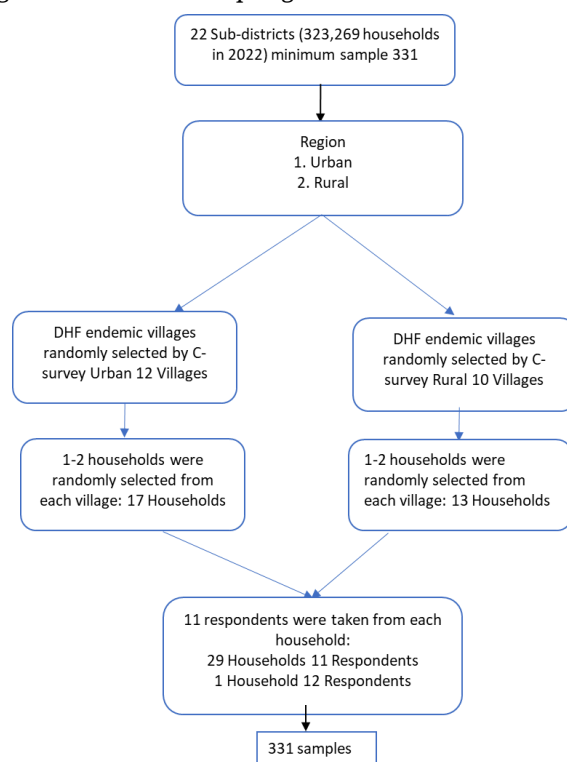 22 Sub-districts (323,269 households
in 2022) minimum sample 331
Region
1. Urban
2. Rural
DHF endemic villages
randomly selected by C-
survey Urban 12 Villages
DHF endemic villages
randomly selected by C-
survey Rural 10 Villages
1-2 households were
randomly selected from
each village: 17 Households
1-2 households were
randomly selected from
each village: 13 Households
11 respondents were taken from each
household:
29 Households 11 Respondents
1 Household 12 Respondents
331 samples